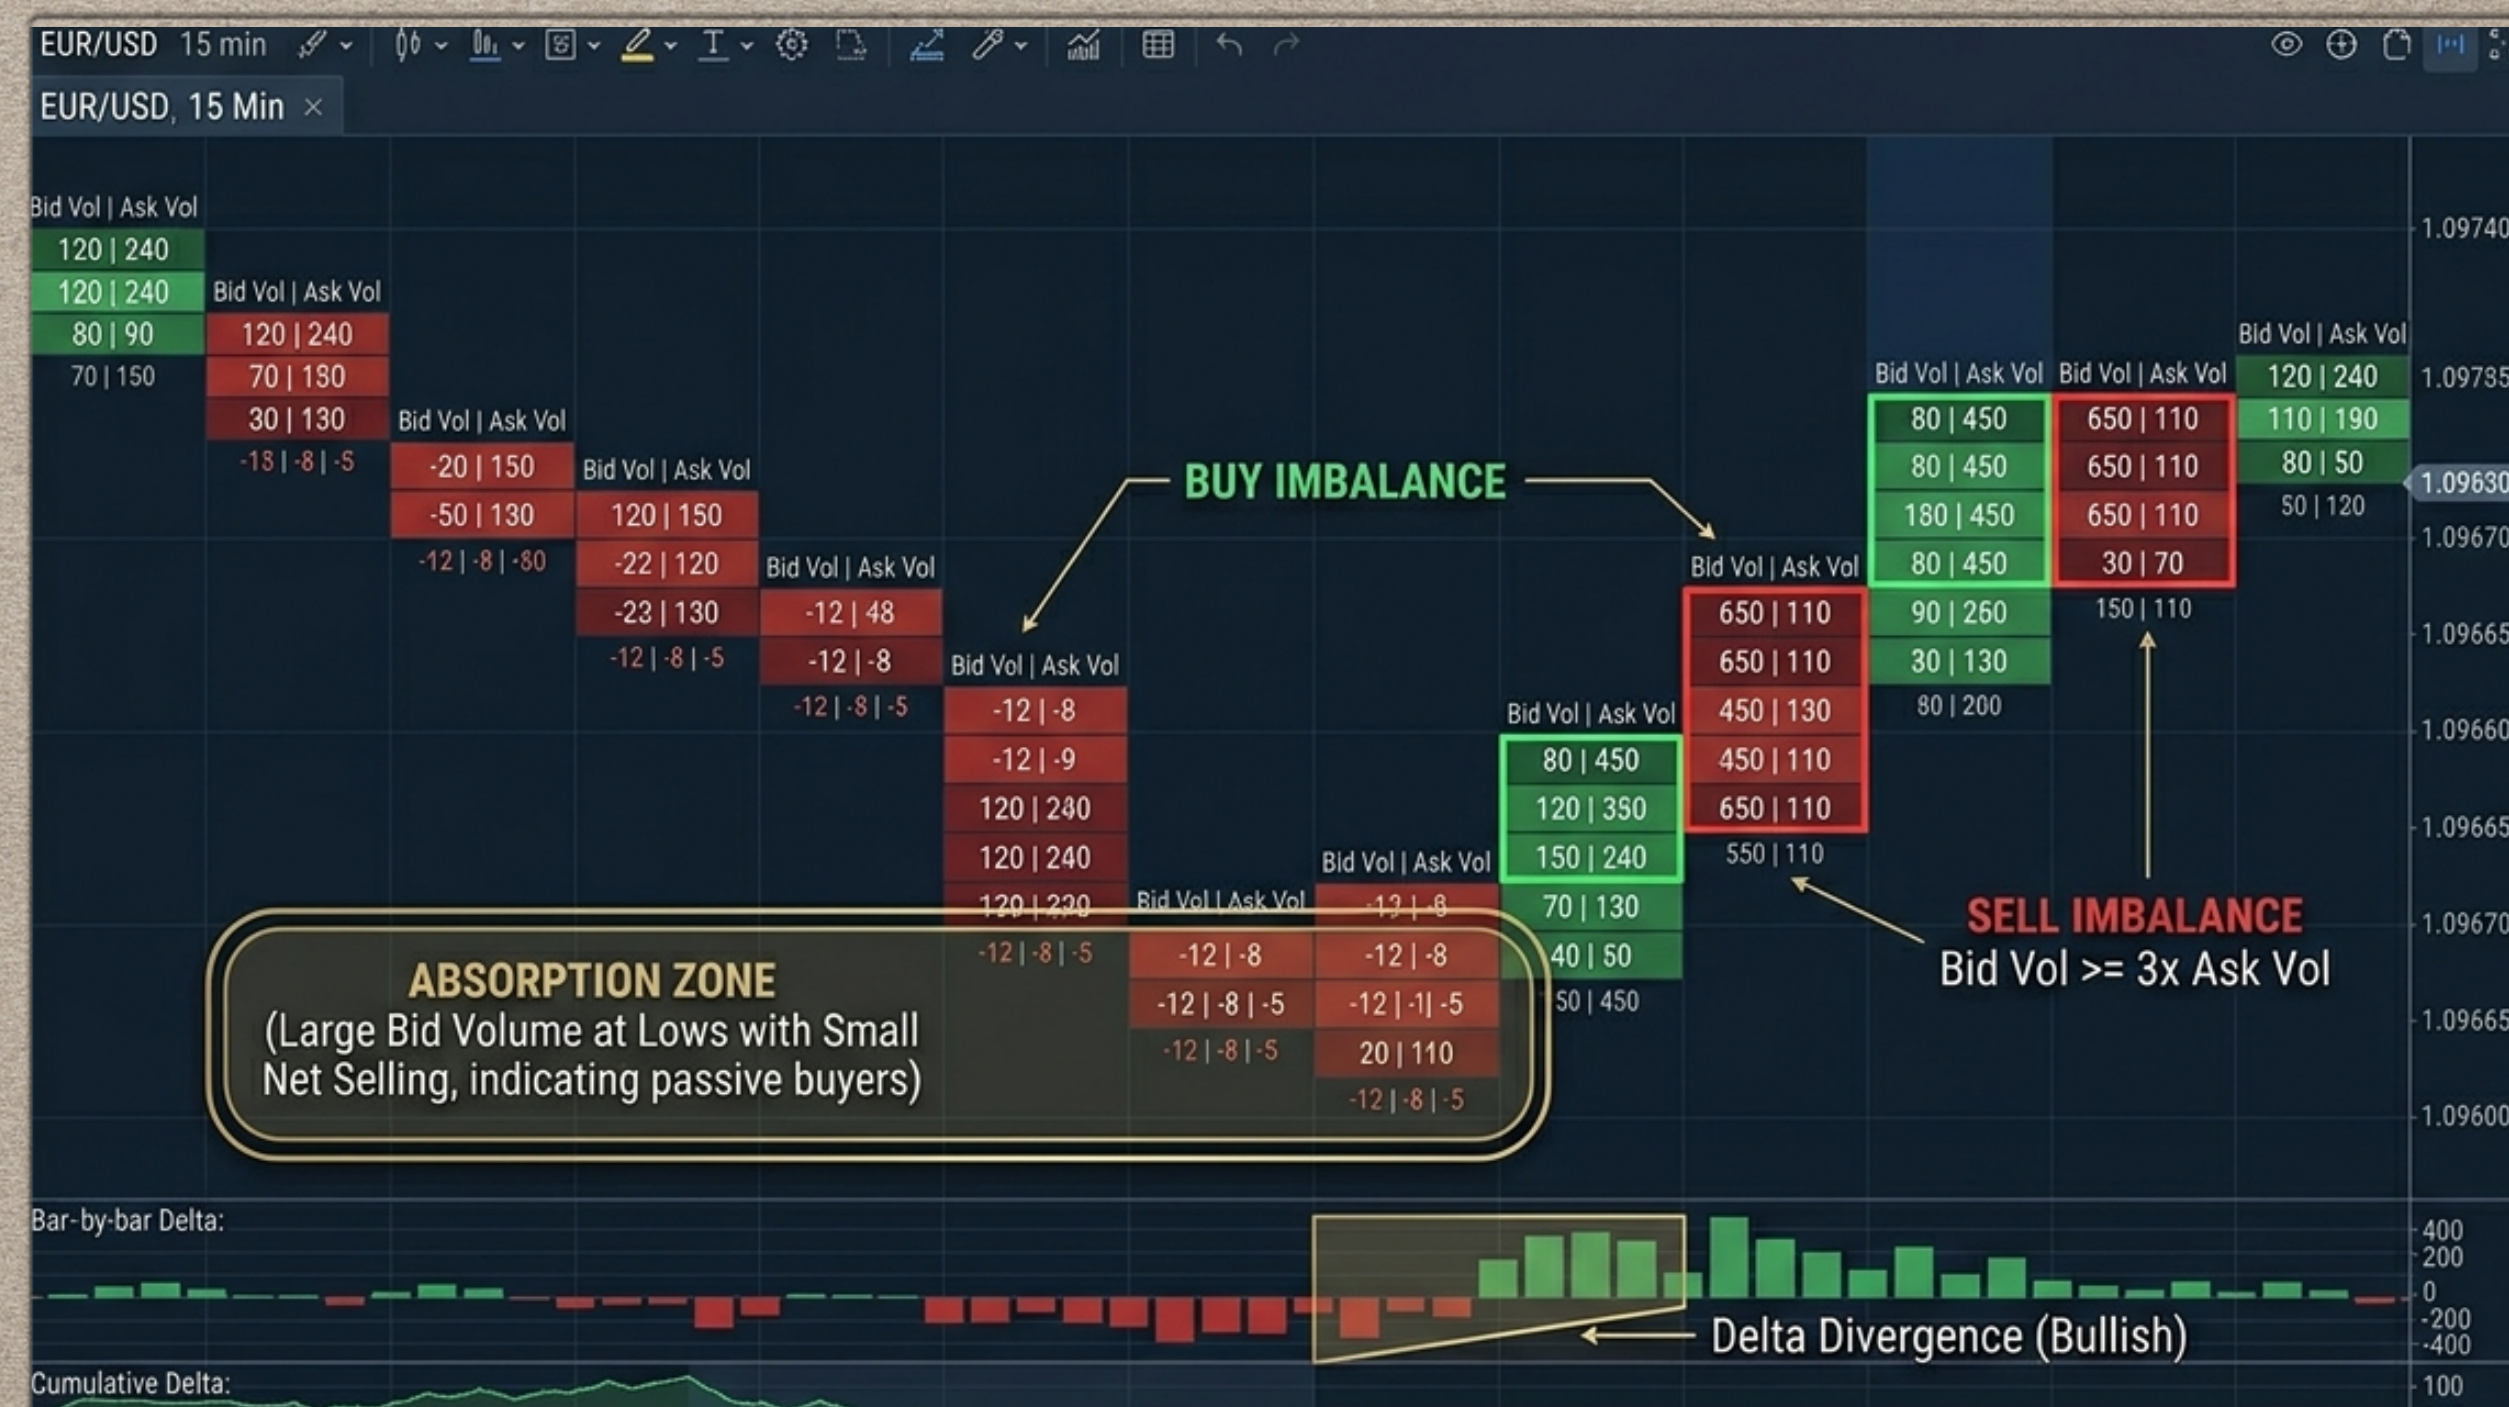 EUR/USD 15 min
EUR/USD, 15 Min ×
Bid Vol | Ask Vol
120 | 240
120 | 240
80 | 90
70 | 150
Bid Vol | Ask Vol
120 | 240
70 | 130
30 | 130
-13 | -8 | -5
Bid Vol | Ask Vol
-20 | 150
-50 | 130
-12 | -8 | -80
Bid Vol | Ask Vol
120 | 150
-22 | 120
-23 | 130
-12 | -8 | -5
Bid Vol | Ask Vol
-12 | 48
-12 | -8
-12 | -8 | -5
BUY IMBALANCE
Bid Vol | Ask Vol
-12 | -8
-12 | -9
120 | 240
120 | 240
-12 | -8 | -5
Bid Vol | Ask Vol
-12 | -8
-12 | -8 | -5
-12 | -8 | -5
Bid Vol | Ask Vol
-12 | -8
-12 | -1| -5
20 | 110
-12 | -8 | -5
ABSORPTION ZONE
(Large Bid Volume at Lows with Small
Net Selling, indicating passive buyers)
Bid Vol | Ask Vol
80 | 450
120 | 350
150 | 240
70 | 130
40 | 50
50 | 450
Bid Vol | Ask Vol
650 | 110
650 | 110
450 | 130
450 | 110
650 | 110
550 | 110
Bid Vol | Ask Vol
80 | 450
80 | 450
180 | 450
80 | 450
90 | 260
30 | 130
80 | 200
Bid Vol | Ask Vol
650 | 110
650 | 110
650 | 110
30 | 70
150 | 110
Bid Vol | Ask Vol
120 | 240
110 | 190
80 | 50
50 | 120
SELL IMBALANCE
Bid Vol >= 3x Ask Vol
1.09740
1.09785
1.09630
1.09670
1.09665
1.09660
1.09665
1.09670
1.09665
1.09600
Bar-by-bar Delta:
400
200
0
-200
-400
Delta Divergence (Bullish)
Cumulative Delta:
100